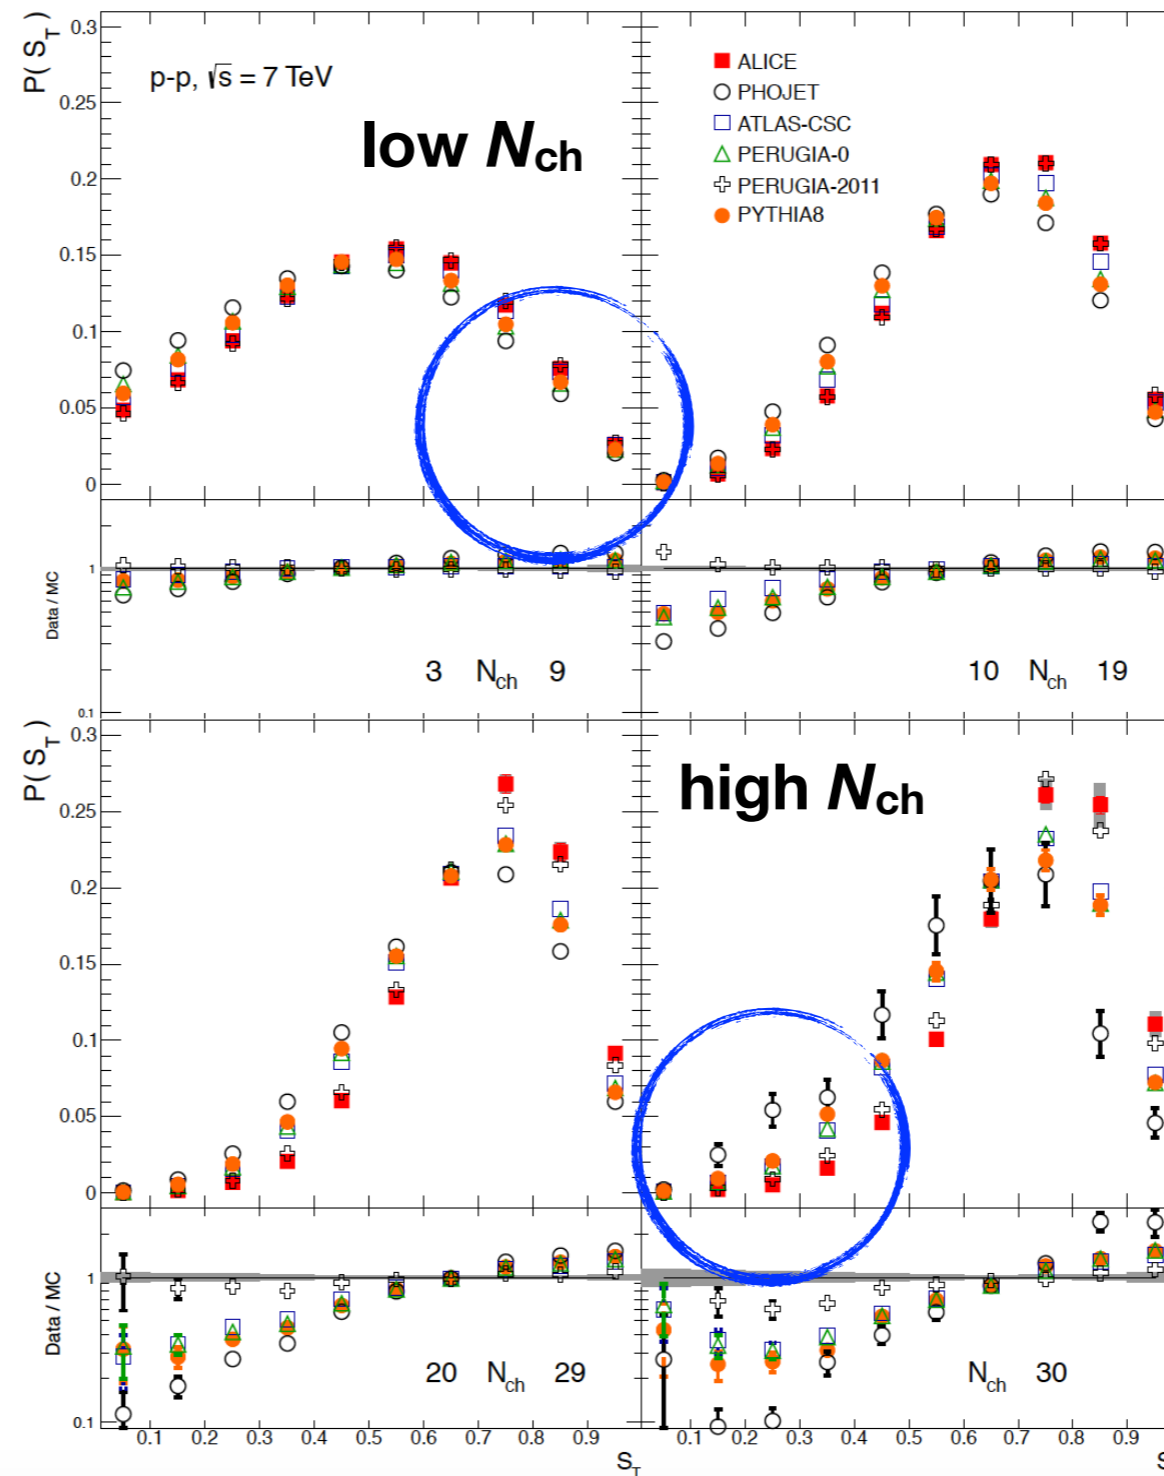 P( S_T )
0.3
0.25
0.2
0.15
0.1
0.05
0
p-p, √s = 7 TeV
low N_ch
ALICE
PHOJET
ATLAS-CSC
PERUGIA-0
PERUGIA-2011
PYTHIA8
Data / MC
1
0.1
3 N_ch 9
10 N_ch 19
P( S_T )
0.3
0.25
0.2
0.15
0.1
0.05
0
high N_ch
Data / MC
1
0.1
20 N_ch 29
N_ch 30
0.1 0.2 0.3 0.4 0.5 0.6 0.7 0.8 0.9
0.1 0.2 0.3 0.4 0.5 0.6 0.7 0.8 0.9
S_T